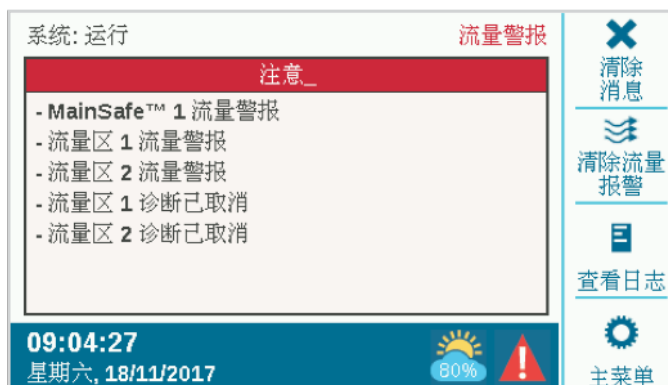 系统: 运行
流量警报
注意_
- MainSafe™ 1 流量警报
- 流量区 1 流量警报
- 流量区 2 流量警报
- 流量区 1 诊断已取消
- 流量区 2 诊断已取消
09:04:27
星期六, 18/11/2017
80%
清除
消息
清除流量
报警
查看日志
主菜单